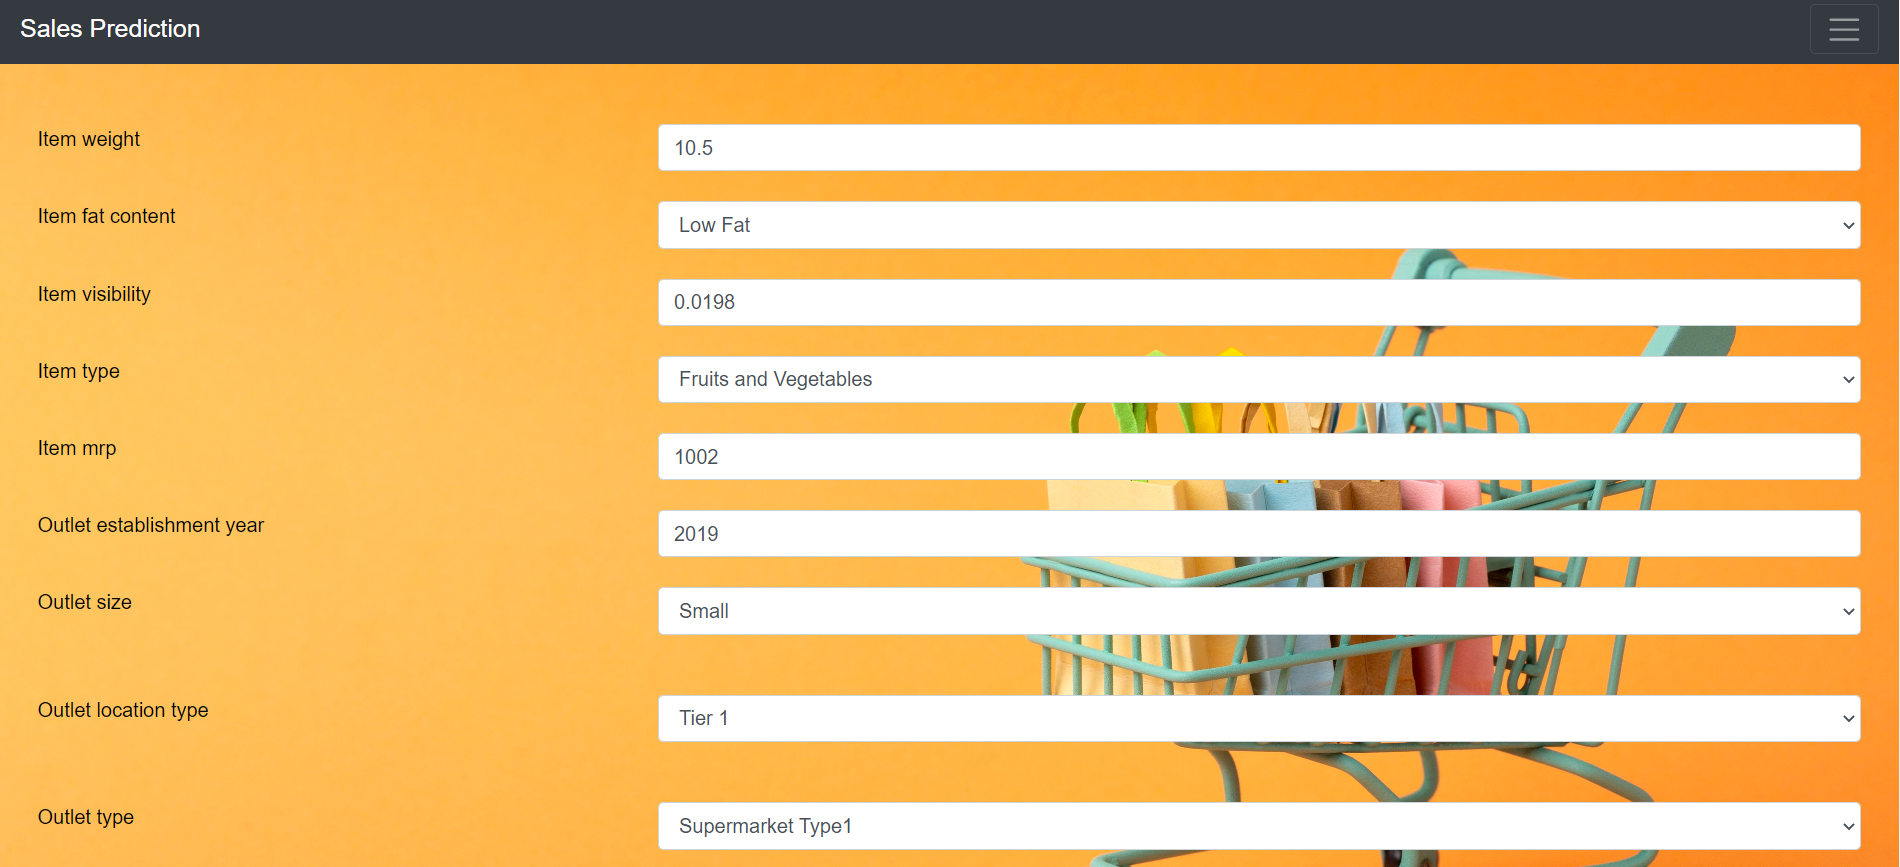 Sales Prediction
Item weight
10.5
Item fat content
Low Fat
Item visibility
0.0198
Item type
Fruits and Vegetables
Item mrp
1002
Outlet establishment year
2019
Outlet size
Small
Outlet location type
Tier 1
Outlet type
Supermarket Type1